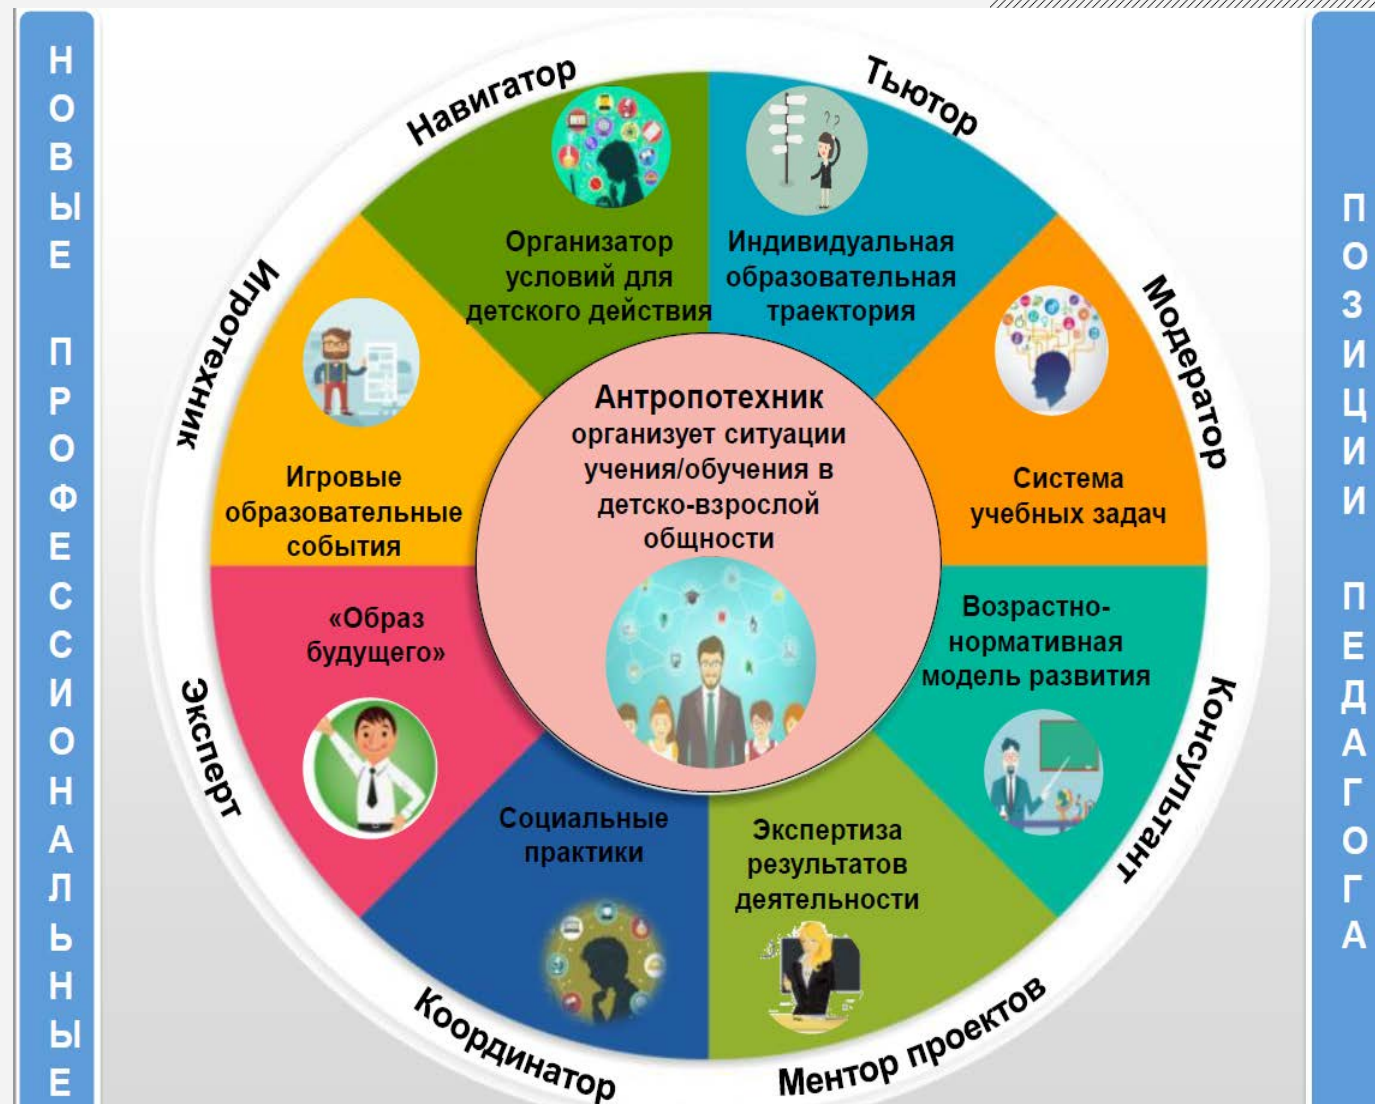 НОВЫЕ ПРОФЕССИОНАЛЬНЫЕ
ПОЗИЦИИ ПЕДАГОГА
Навигатор
Организатор
условий для
детского действия
Тьютор
Индивидуальная
образовательная
траектория
Модератор
Система
учебных задач
Консультант
Возрастно-
нормативная
модель развития
Ментор проектов
Экспертиза
результатов
деятельности
Координатор
Социальные
практики
Эксперт
«Образ
будущего»
Игротехник
Игровые
образовательные
события
Антропотехник
организует ситуации
учения/обучения в
детско-взрослой
общности
??